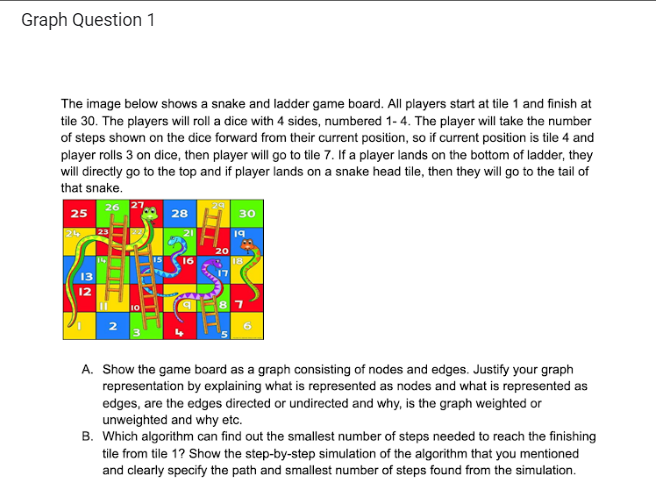 Graph Question 1
The image below shows a snake and ladder game board. All players start at tile 1 and finish at
tile 30. The players will roll a dice with 4 sides, numbered 1- 4. The player will take the number
of steps shown on the dice forward from their current position, so if current position is tile 4 and
player rolls 3 on dice, then player will go to tile 7. If a player lands on the bottom of ladder, they
will directly go to the top and if player lands on a snake head tile, then they will go to the tail of
that snake.
25 26 27 28 29 30
24 23 22 21 20 19
13 14 15 16 17 18
12 11 10 9 8 7
1 2 3 4 5 6
A. Show the game board as a graph consisting of nodes and edges. Justify your graph
representation by explaining what is represented as nodes and what is represented as
edges, are the edges directed or undirected and why, is the graph weighted or
unweighted and why etc.
B. Which algorithm can find out the smallest number of steps needed to reach the finishing
tile from tile 1? Show the step-by-step simulation of the algorithm that you mentioned
and clearly specify the path and smallest number of steps found from the simulation.